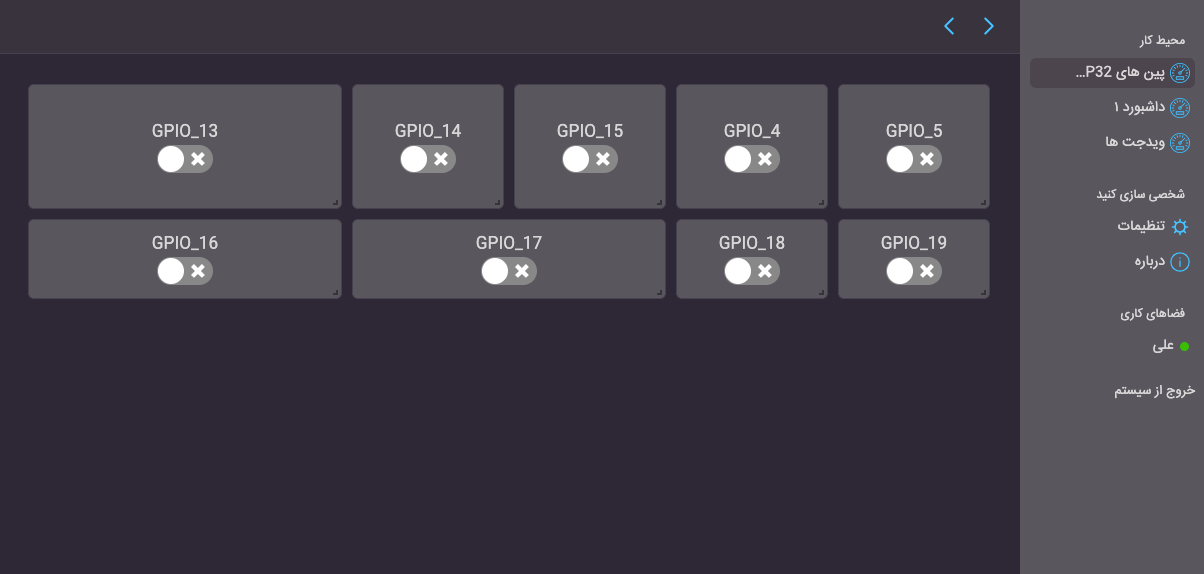 محیط کار
پین های P32...
داشبورد ۱
ویدجت ها
شخصی سازی کنید
تنظیمات
درباره
فضاهای کاری
علی
خروج از سیستم
GPIO_13
GPIO_14
GPIO_15
GPIO_4
GPIO_5
GPIO_16
GPIO_17
GPIO_18
GPIO_19